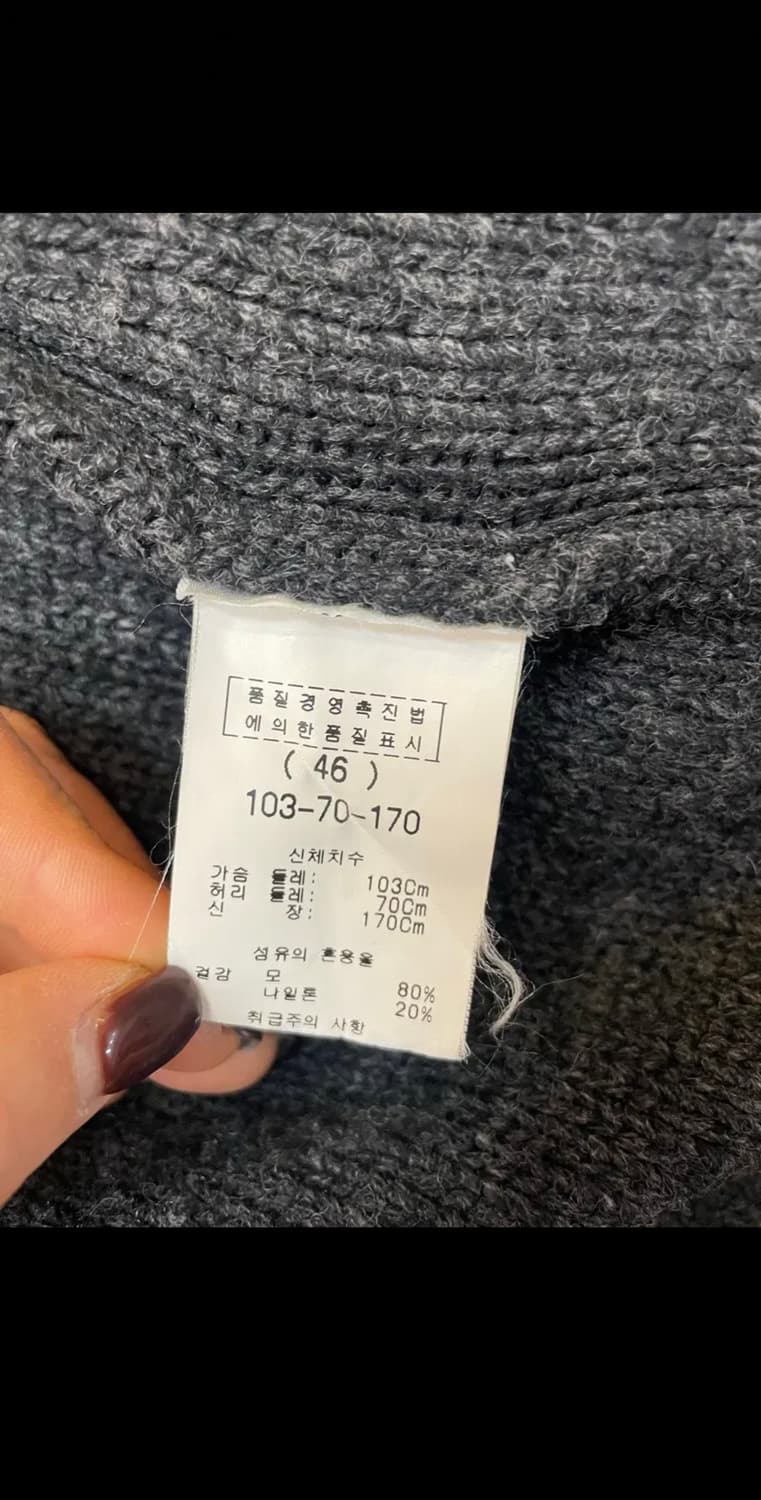 품질경영촉진법
에의한품질표시
( 46 )
103-70-170
신체치수
가슴 둘레: 103Cm
허리 둘레: 70Cm
신 장: 170Cm
섬유의 혼용율
겉감 모 80%
나일론 20%
취급주의 사항